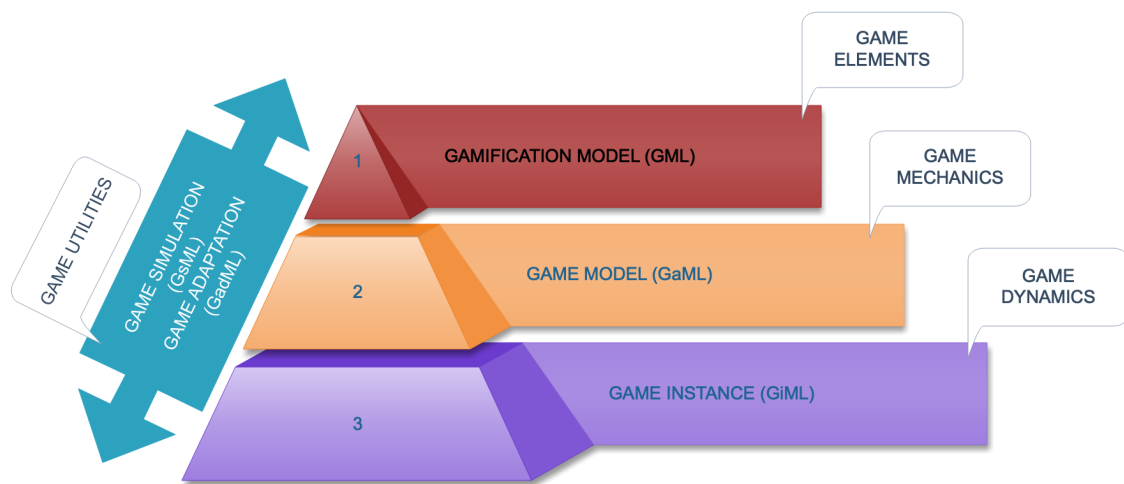 GAME
ELEMENTS
1
GAMIFICATION MODEL (GML)
GAME
MECHANICS
2
GAME MODEL (GaML)
GAME
DYNAMICS
3
GAME INSTANCE (GiML)
GAME UTILITIES
GAME SIMULATION
(GsML)
GAME ADAPTATION
(GadML)